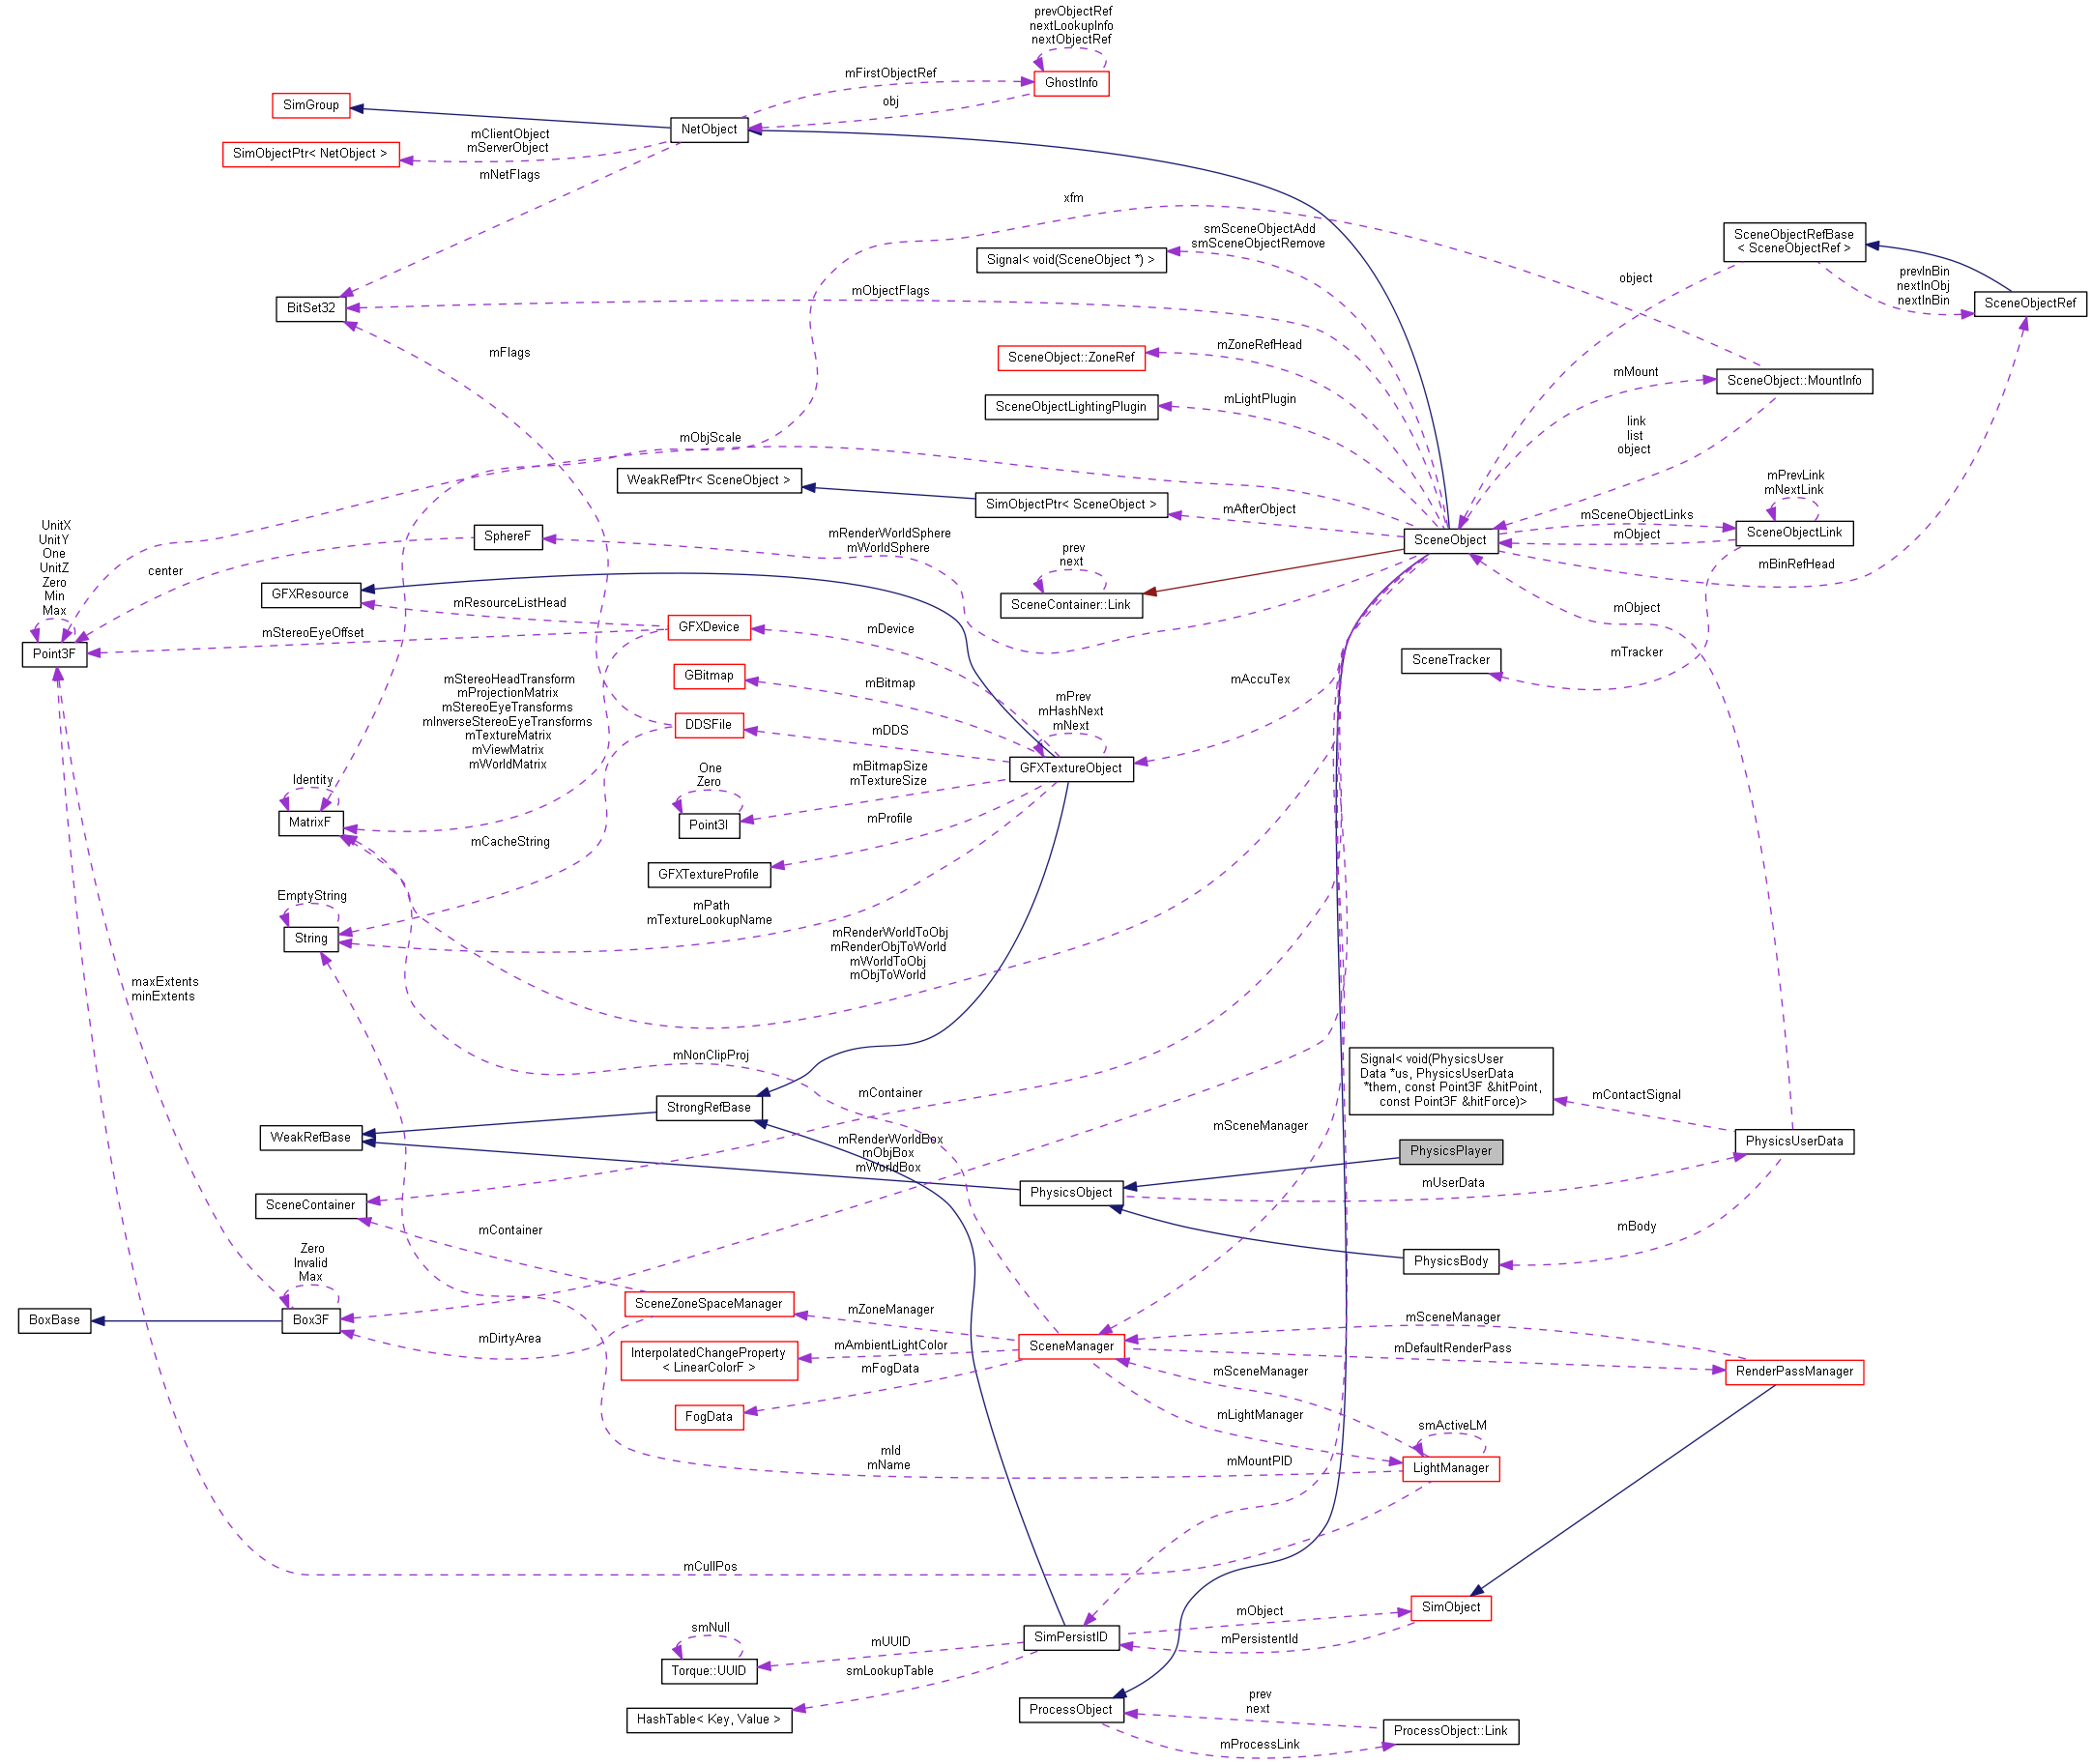 prevObjectRef
nextLookupInfo
nextObjectRef
mFirstObjectRef
GhostInfo
SimGroup
obj
NetObject
mClientObject
mServerObject
SimObjectPtr< NetObject >
mNetFlags
xfm
smSceneObjectAdd
smSceneObjectRemove
Signal< void(SceneObject *) >
SceneObjectRefBase
< SceneObjectRef >
object
prevInBin
nextInObj
nextInBin
SceneObjectRef
BitSet32
mObjectFlags
mFlags
mZoneRefHead
SceneObject::ZoneRef
mMount
SceneObject::MountInfo
mLightPlugin
SceneObjectLightingPlugin
link
list
object
mObjScale
WeakRefPtr< SceneObject >
SimObjectPtr< SceneObject >
mAfterObject
mPrevLink
mNextLink
mSceneObjectLinks
mObject
SceneObjectLink
SceneObject
UnitX
UnitY
One
UnitZ
Zero
Min
Max
Point3F
SphereF
center
mRenderWorldSphere
mWorldSphere
prev
next
mBinRefHead
GFXResource
mResourceListHead
SceneContainer::Link
mObject
mStereoEyeOffset
GFXDevice
mDevice
SceneTracker
mTracker
mStereoHeadTransform
mProjectionMatrix
mStereoEyeTransforms
mInverseStereoEyeTransforms
mTextureMatrix
mViewMatrix
mWorldMatrix
GBitmap
mBitmap
mAccuTex
mPrev
mHashNext
mNext
DDSFile
mDDS
GFXTextureObject
Identity
MatrixF
One
Zero
mBitmapSize
mTextureSize
Point3I
mProfile
mCacheString
GFXTextureProfile
EmptyString
String
mPath
mTextureLookupName
mRenderWorldToObj
mRenderObjToWorld
mWorldToObj
mObjToWorld
maxExtents
minExtents
mNonClipProj
mContainer
Signal< void(PhysicsUser
Data *us, PhysicsUserData
*them, const Point3F &hitPoint,
const Point3F &hitForce)>
mContactSignal
StrongRefBase
WeakRefBase
mSceneManager
PhysicsPlayer
PhysicsUserData
mRenderWorldBox
mObjBox
mWorldBox
PhysicsObject
mUserData
SceneContainer
mContainer
mBody
PhysicsBody
Zero
Invalid
Max
Box3F
BoxBase
SceneZoneSpaceManager
mZoneManager
mDirtyArea
SceneManager
mSceneManager
mDefaultRenderPass
InterpolatedChangeProperty
< LinearColorF >
mAmbientLightColor
mFogData
RenderPassManager
mSceneManager
FogData
mLightManager
smActiveLM
mId
mName
mMountPID
LightManager
mCullPos
SimObject
mObject
mPersistentId
SimPersistID
smNull
mUUID
Torque::UUID
smLookupTable
HashTable< Key, Value >
ProcessObject
prev
next
ProcessObject::Link
mProcessLink